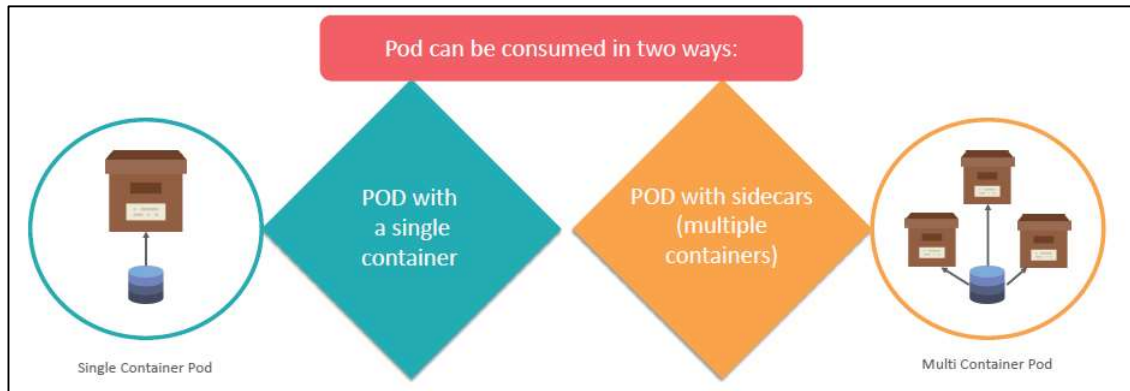 Pod can be consumed in two ways:
POD with
a single
container
POD with sidecars
(multiple
containers)
Single Container Pod
Multi Container Pod